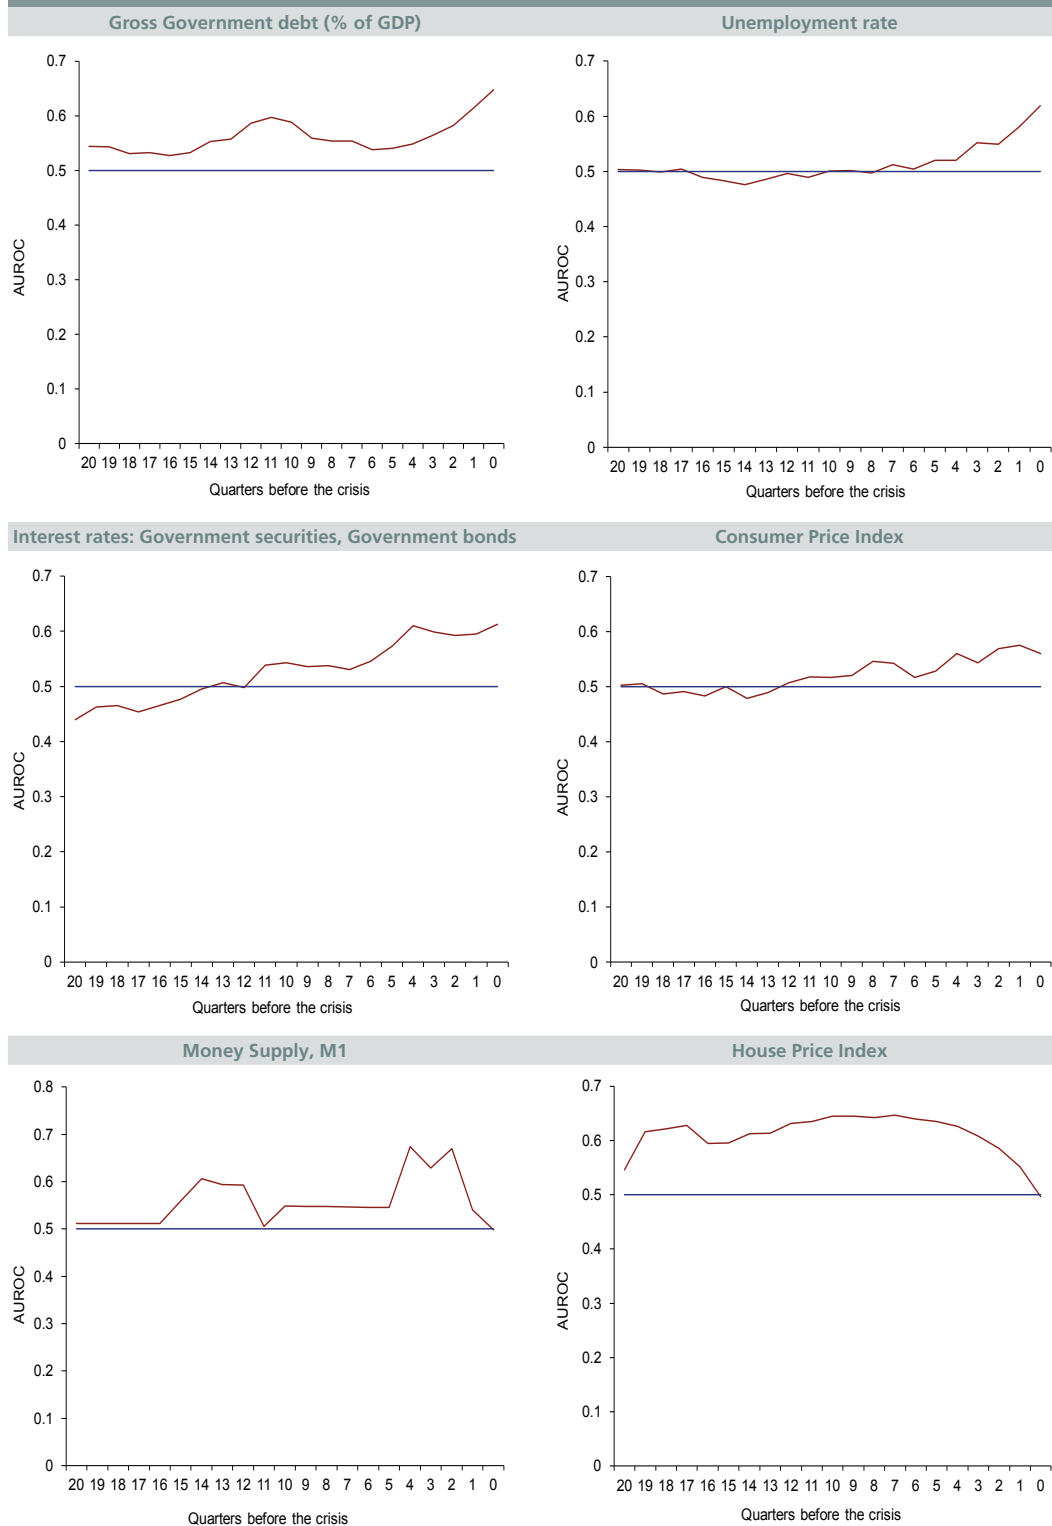 Gross Government debt (% of GDP)
0.7
0.6
0.5
0.4
0.3
0.2
0.1
0
AUROC
20 19 18 17 16 15 14 13 12 11 10 9 8 7 6 5 4 3 2 1 0
Quarters before the crisis
Unemployment rate
0.7
0.6
0.5
0.4
0.3
0.2
0.1
0
AUROC
20 19 18 17 16 15 14 13 12 11 10 9 8 7 6 5 4 3 2 1 0
Quarters before the crisis
Interest rates: Government securities, Government bonds
0.7
0.6
0.5
0.4
0.3
0.2
0.1
0
AUROC
20 19 18 17 16 15 14 13 12 11 10 9 8 7 6 5 4 3 2 1 0
Quarters before the crisis
Consumer Price Index
0.7
0.6
0.5
0.4
0.3
0.2
0.1
0
AUROC
20 19 18 17 16 15 14 13 12 11 10 9 8 7 6 5 4 3 2 1 0
Quarters before the crisis
Money Supply, M1
0.8
0.7
0.6
0.5
0.4
0.3
0.2
0.1
0
AUROC
20 19 18 17 16 15 14 13 12 11 10 9 8 7 6 5 4 3 2 1 0
Quarters before the crisis
House Price Index
0.7
0.6
0.5
0.4
0.3
0.2
0.1
0
AUROC
20 19 18 17 16 15 14 13 12 11 10 9 8 7 6 5 4 3 2 1 0
Quarters before the crisis